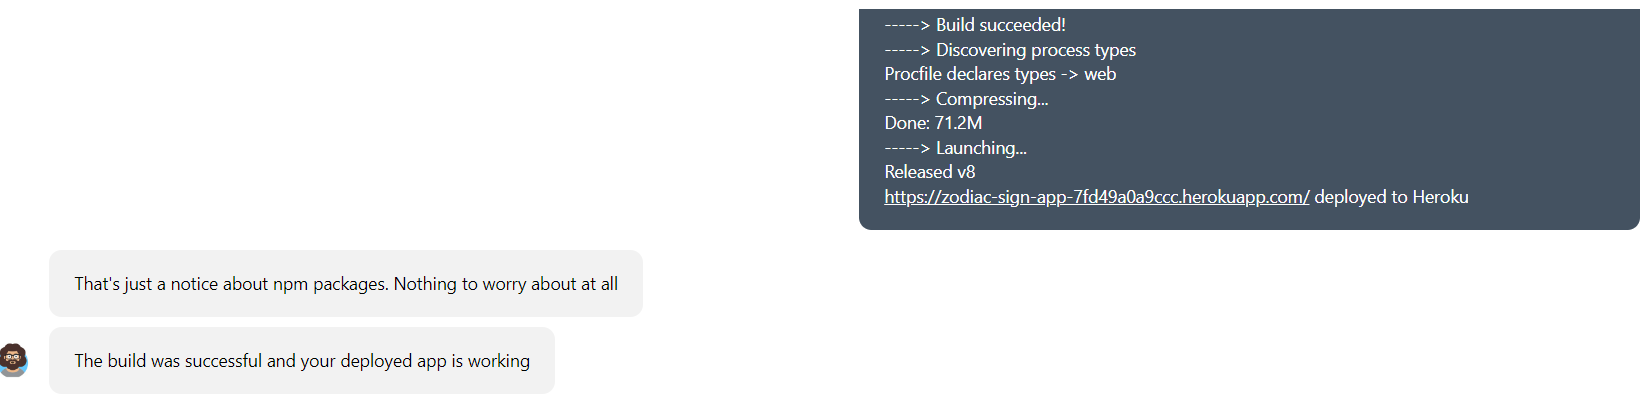 -----> Build succeeded!
-----> Discovering process types
Procfile declares types -> web
-----> Compressing...
Done: 71.2M
-----> Launching...
Released v8
https://zodiac-sign-app-7fd49a0a9ccc.herokuapp.com/ deployed to Heroku
That's just a notice about npm packages. Nothing to worry about at all
The build was successful and your deployed app is working